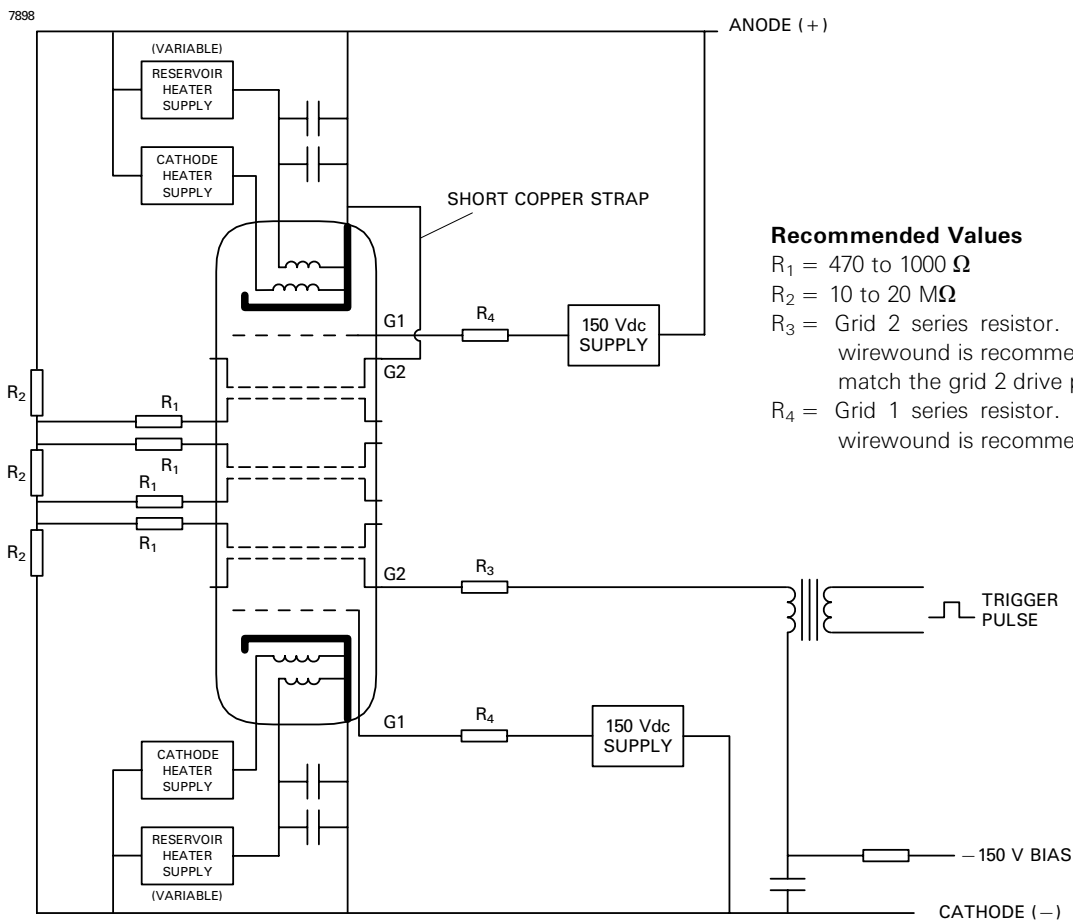 7898
ANODE (+)
(VARIABLE)
RESERVOIR
HEATER
SUPPLY
CATHODE
HEATER
SUPPLY
SHORT COPPER STRAP
Recommended Values
R1 = 470 to 1000 Ω
R2 = 10 to 20 MΩ
R3 = Grid 2 series resistor.
wirewound is recomme
match the grid 2 drive p
R4 = Grid 1 series resistor.
wirewound is recomme
G1
R4
150 Vdc
SUPPLY
G2
R2
R1
R1
R2
R1
R1
R2
G2
R3
TRIGGER
PULSE
G1
R4
150 Vdc
SUPPLY
CATHODE
HEATER
SUPPLY
RESERVOIR
HEATER
SUPPLY
(VARIABLE)
−150 V BIAS
CATHODE (−)